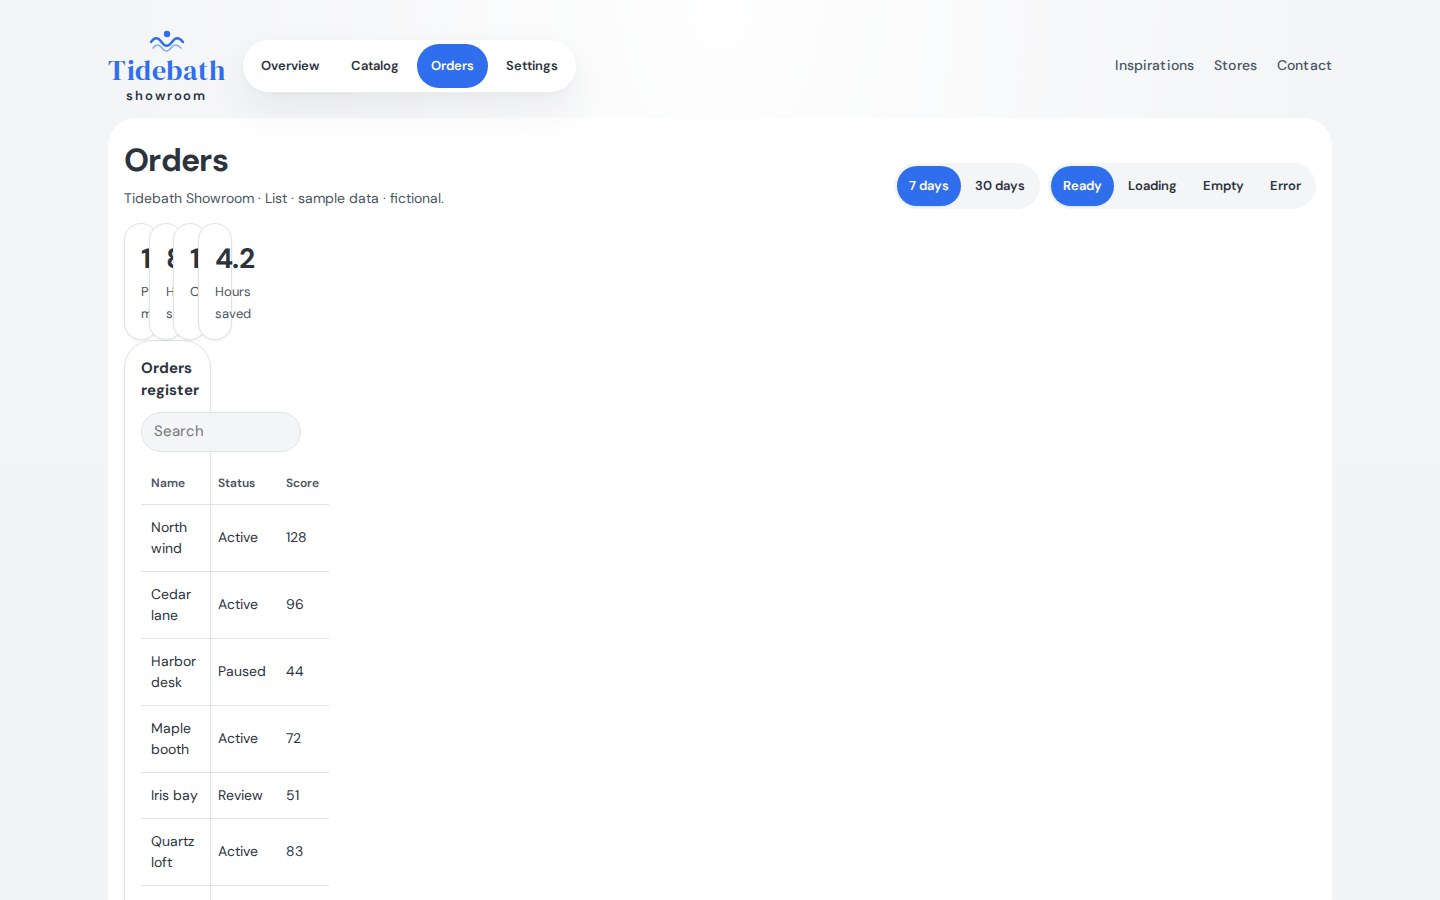 Tidebath
showroom
Overview
Catalog
Orders
Settings
Inspirations
Stores
Contact
Orders
Tidebath Showroom · List · sample data · fictional.
7 days
30 days
Ready
Loading
Empty
Error
4.2
Hours
saved
Orders
register
Search
Name Status Score
North
wind
Active 128
Cedar
lane
Active 96
Harbor
desk
Paused 44
Maple
booth
Active 72
Iris bay Review 51
Quartz
loft
Active 83